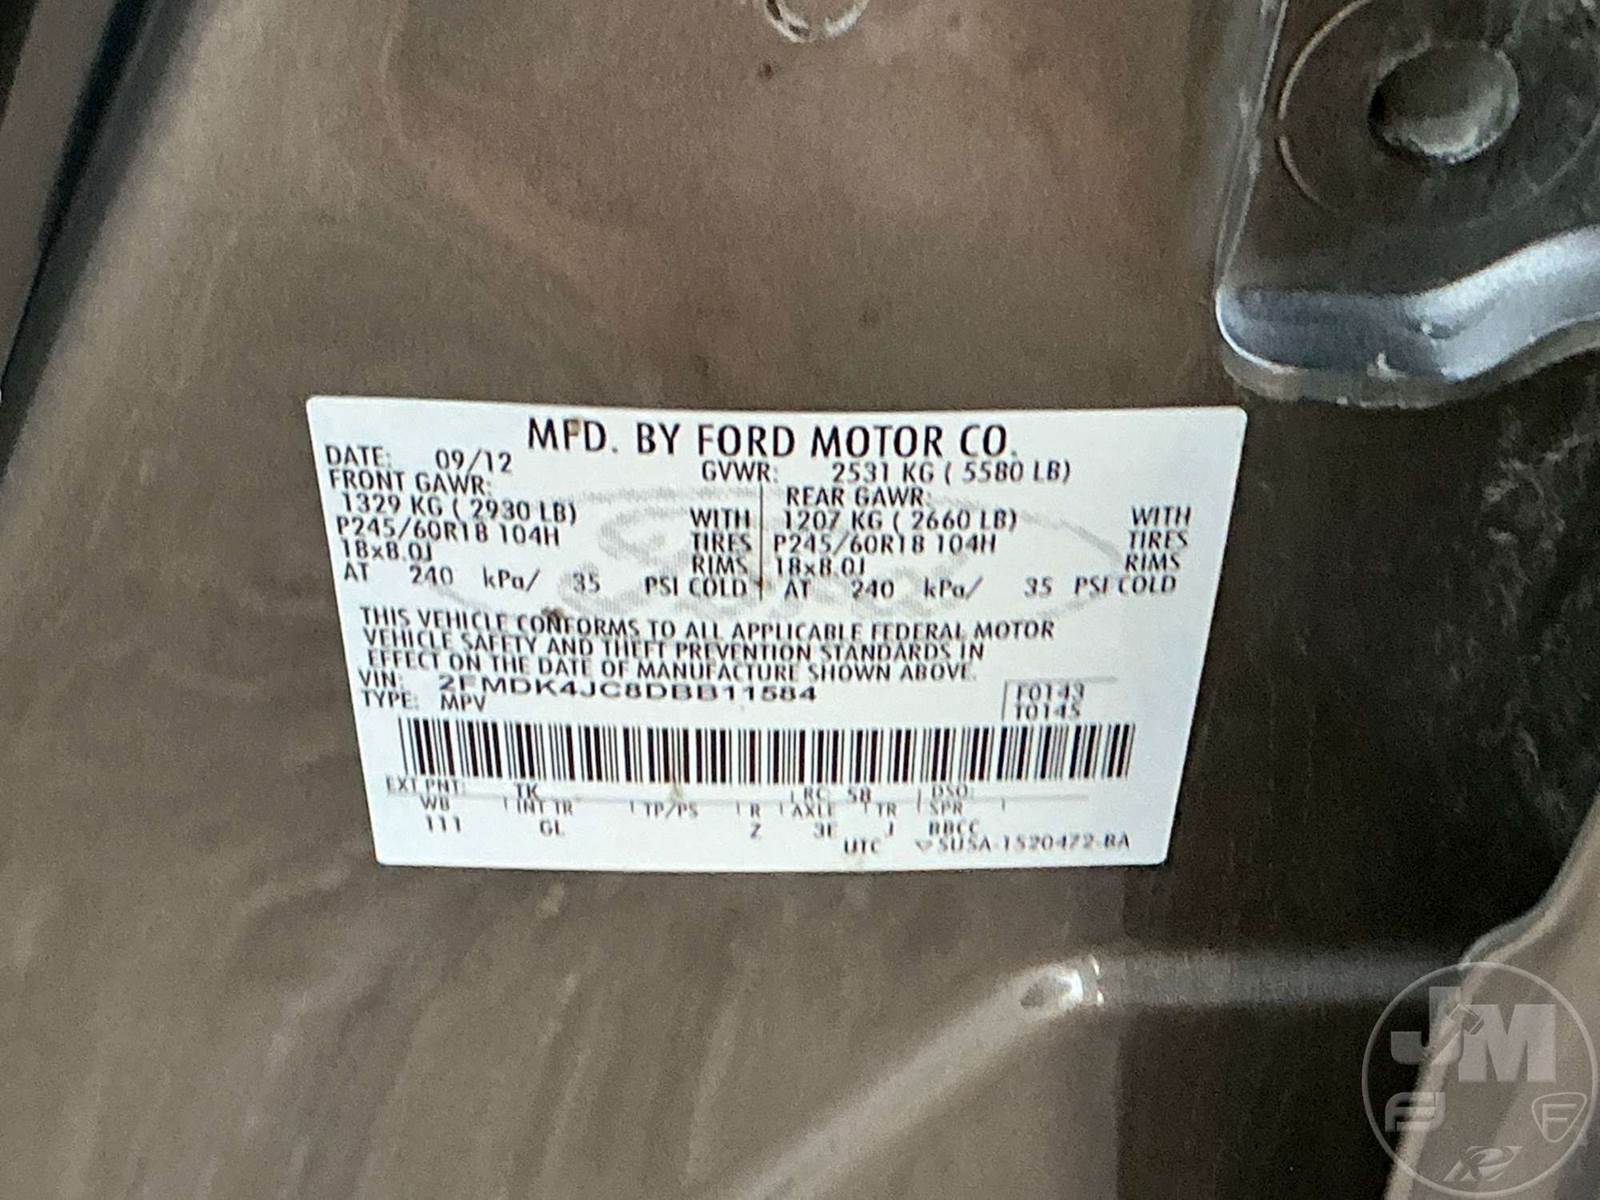 MFD. BY FORD MOTOR CO.
DATE: 09/12 GVWR: 2531 KG ( 5580 LB)
FRONT GAWR: REAR GAWR:
1329 KG ( 2930 LB) WITH 1207 KG ( 2660 LB) WITH
P245/60R18 104H TIRES P245/60R18 104H TIRES
18x8.0J RIMS 18x8.0J RIMS
AT 240 kPa/ 35 PSI COLD AT 240 kPa/ 35 PSI COLD
THIS VEHICLE CONFORMS TO ALL APPLICABLE FEDERAL MOTOR
VEHICLE SAFETY AND THEFT PREVENTION STANDARDS IN
EFFECT ON THE DATE OF MANUFACTURE SHOWN ABOVE.
VIN: 2FMDK4JC8DBB11584
TYPE: MPV F0143
T0145
EXT PNT: TK RC: 58 DSO:
WB INT TR TP/PS R AXLE TR SPR
111 GL Z 3E J BBCC
UTC 5USA-1520472-BA
JM